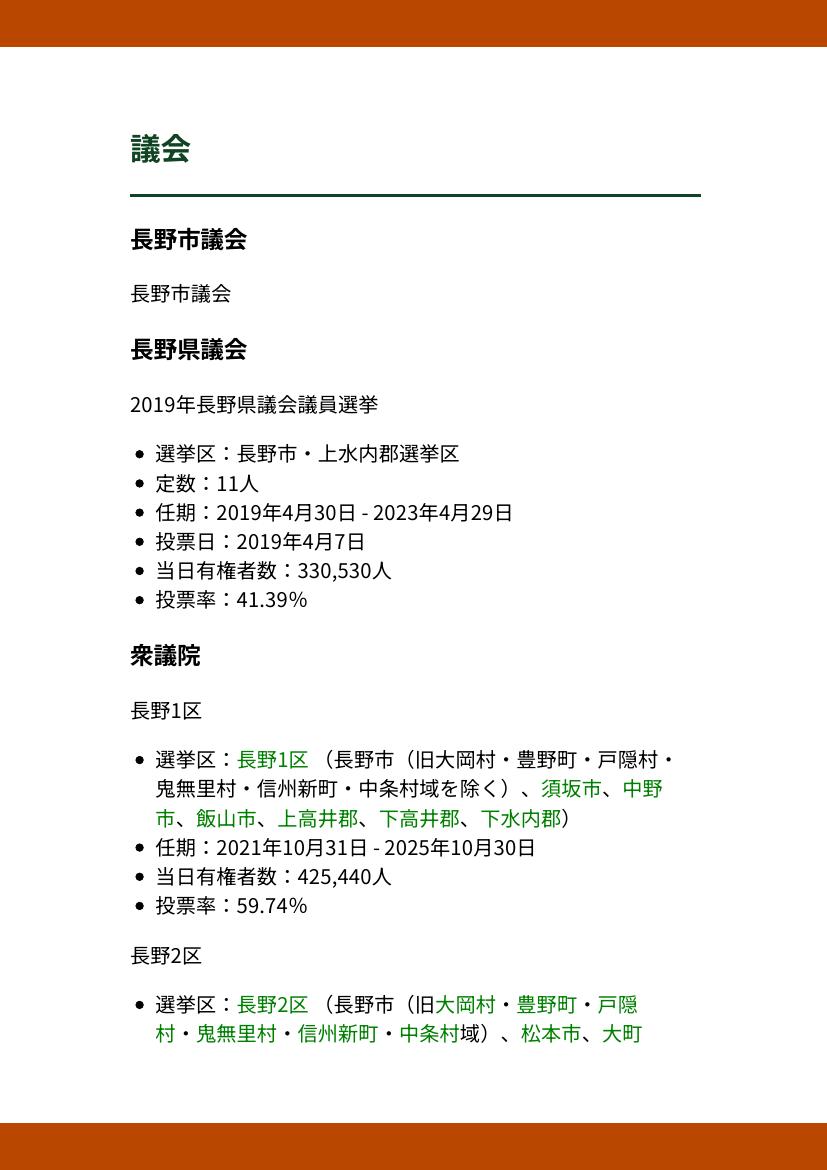 議会
長野市議会
長野市議会
長野県議会
2019年長野県議会議員選挙
• 選挙区：長野市・上水内郡選挙区
• 定数：11人
• 任期：2019年4月30日 - 2023年4月29日
• 投票日：2019年4月7日
• 当日有権者数：330,530人
• 投票率：41.39%
衆議院
長野1区
• 選挙区：長野1区 （長野市（旧大岡村・豊野町・戸隠村・
鬼無里村・信州新町・中条村域を除く）、須坂市、中野
市、飯山市、上高井郡、下高井郡、下水内郡）
• 任期：2021年10月31日 - 2025年10月30日
• 当日有権者数：425,440人
• 投票率：59.74%
長野2区
• 選挙区：長野2区 （長野市（旧大岡村・豊野町・戸隠
村・鬼無里村・信州新町・中条村域）、松本市、大町